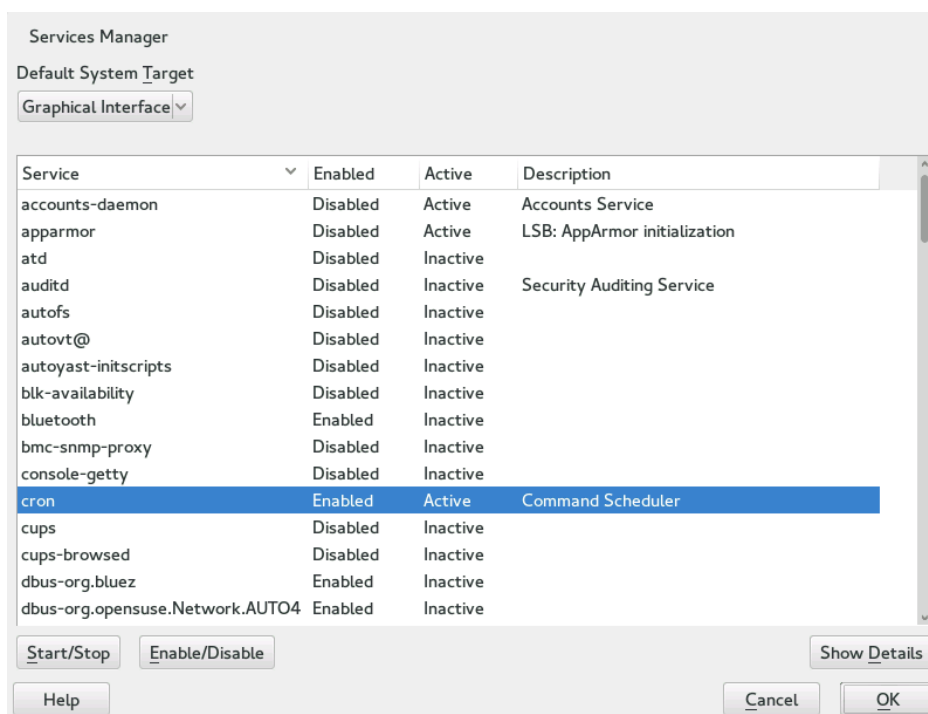 Services Manager
Default System Target
Graphical Interface
Service Enabled Active Description
accounts-daemon Disabled Active Accounts Service
apparmor Disabled Active LSB: AppArmor initialization
atd Disabled Inactive
auditd Disabled Inactive Security Auditing Service
autofs Disabled Inactive
autovt@ Disabled Inactive
autoyast-initscripts Disabled Inactive
blk-availability Disabled Inactive
bluetooth Enabled Inactive
bmc-snmp-proxy Disabled Inactive
console-getty Disabled Inactive
cron Enabled Active Command Scheduler
cups Disabled Inactive
cups-browsed Disabled Inactive
dbus-org.bluez Enabled Inactive
dbus-org.opensuse.Network.AUTO4 Enabled Inactive
Start/Stop Enable/Disable Show Details
Help Cancel OK